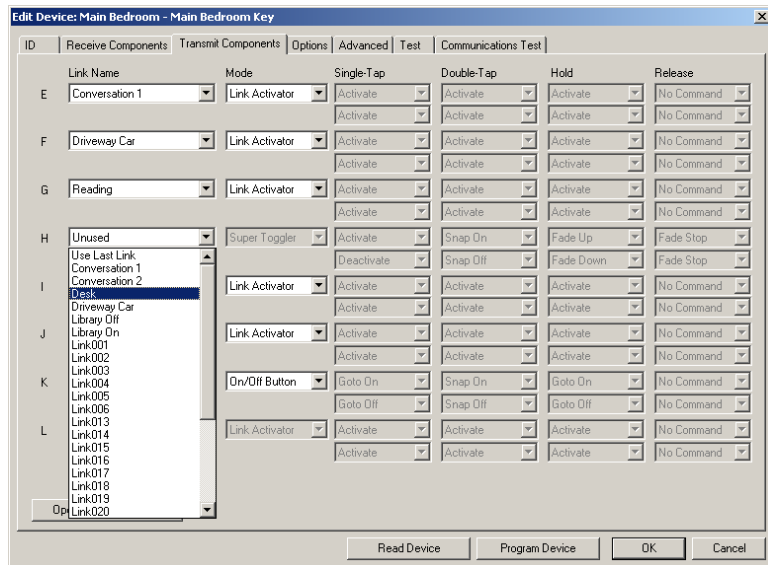 Edit Device: Main Bedroom - Main Bedroom Key
ID Receive Components Transmit Components Options Advanced Test Communications Test
Link Name Mode Single-Tap Double-Tap Hold Release
E Conversation 1 Link Activator Activate Activate Activate No Command
Activate Activate Activate No Command
F Driveway Car Link Activator Activate Activate Activate No Command
Activate Activate Activate No Command
G Reading Link Activator Activate Activate Activate No Command
Activate Activate Activate No Command
H Unused Super Toggler Activate Snap On Fade Up Fade Stop
Use Last Link Deactivate Snap Off Fade Down Fade Stop
Conversation 1
Conversation 2
I Desk Link Activator Activate Activate Activate No Command
Driveway Car Activate Activate Activate No Command
Library Off
J Library On Link Activator Activate Activate Activate No Command
Link001 Activate Activate Activate No Command
Link002
Link003
K Link004 On/Off Button Goto On Snap On Goto On No Command
Link005 Goto Off Snap Off Goto Off No Command
Link006
Link013
L Link014 Link Activator Activate Activate Activate No Command
Link015 Activate Activate Activate No Command
Link016
Link017
Link018
Link019
Link020
Read Device Program Device OK Cancel